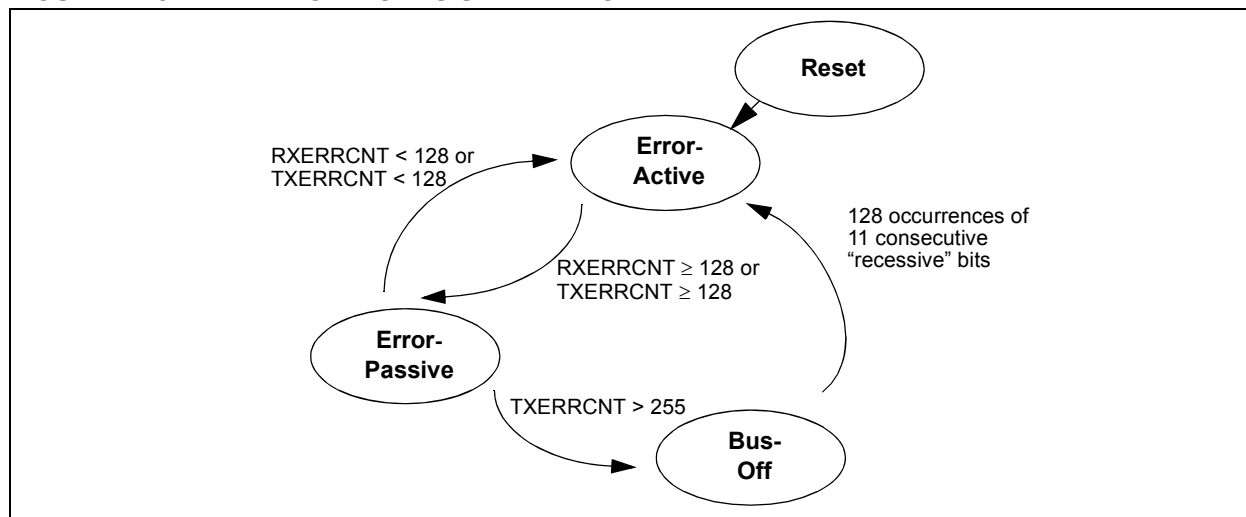 Reset
Error-
Active
RXERRCNT < 128 or
TXERRCNT < 128
128 occurrences of
11 consecutive
“recessive” bits
RXERRCNT ≥ 128 or
TXERRCNT ≥ 128
Error-
Passive
TXERRCNT > 255
Bus-
Off